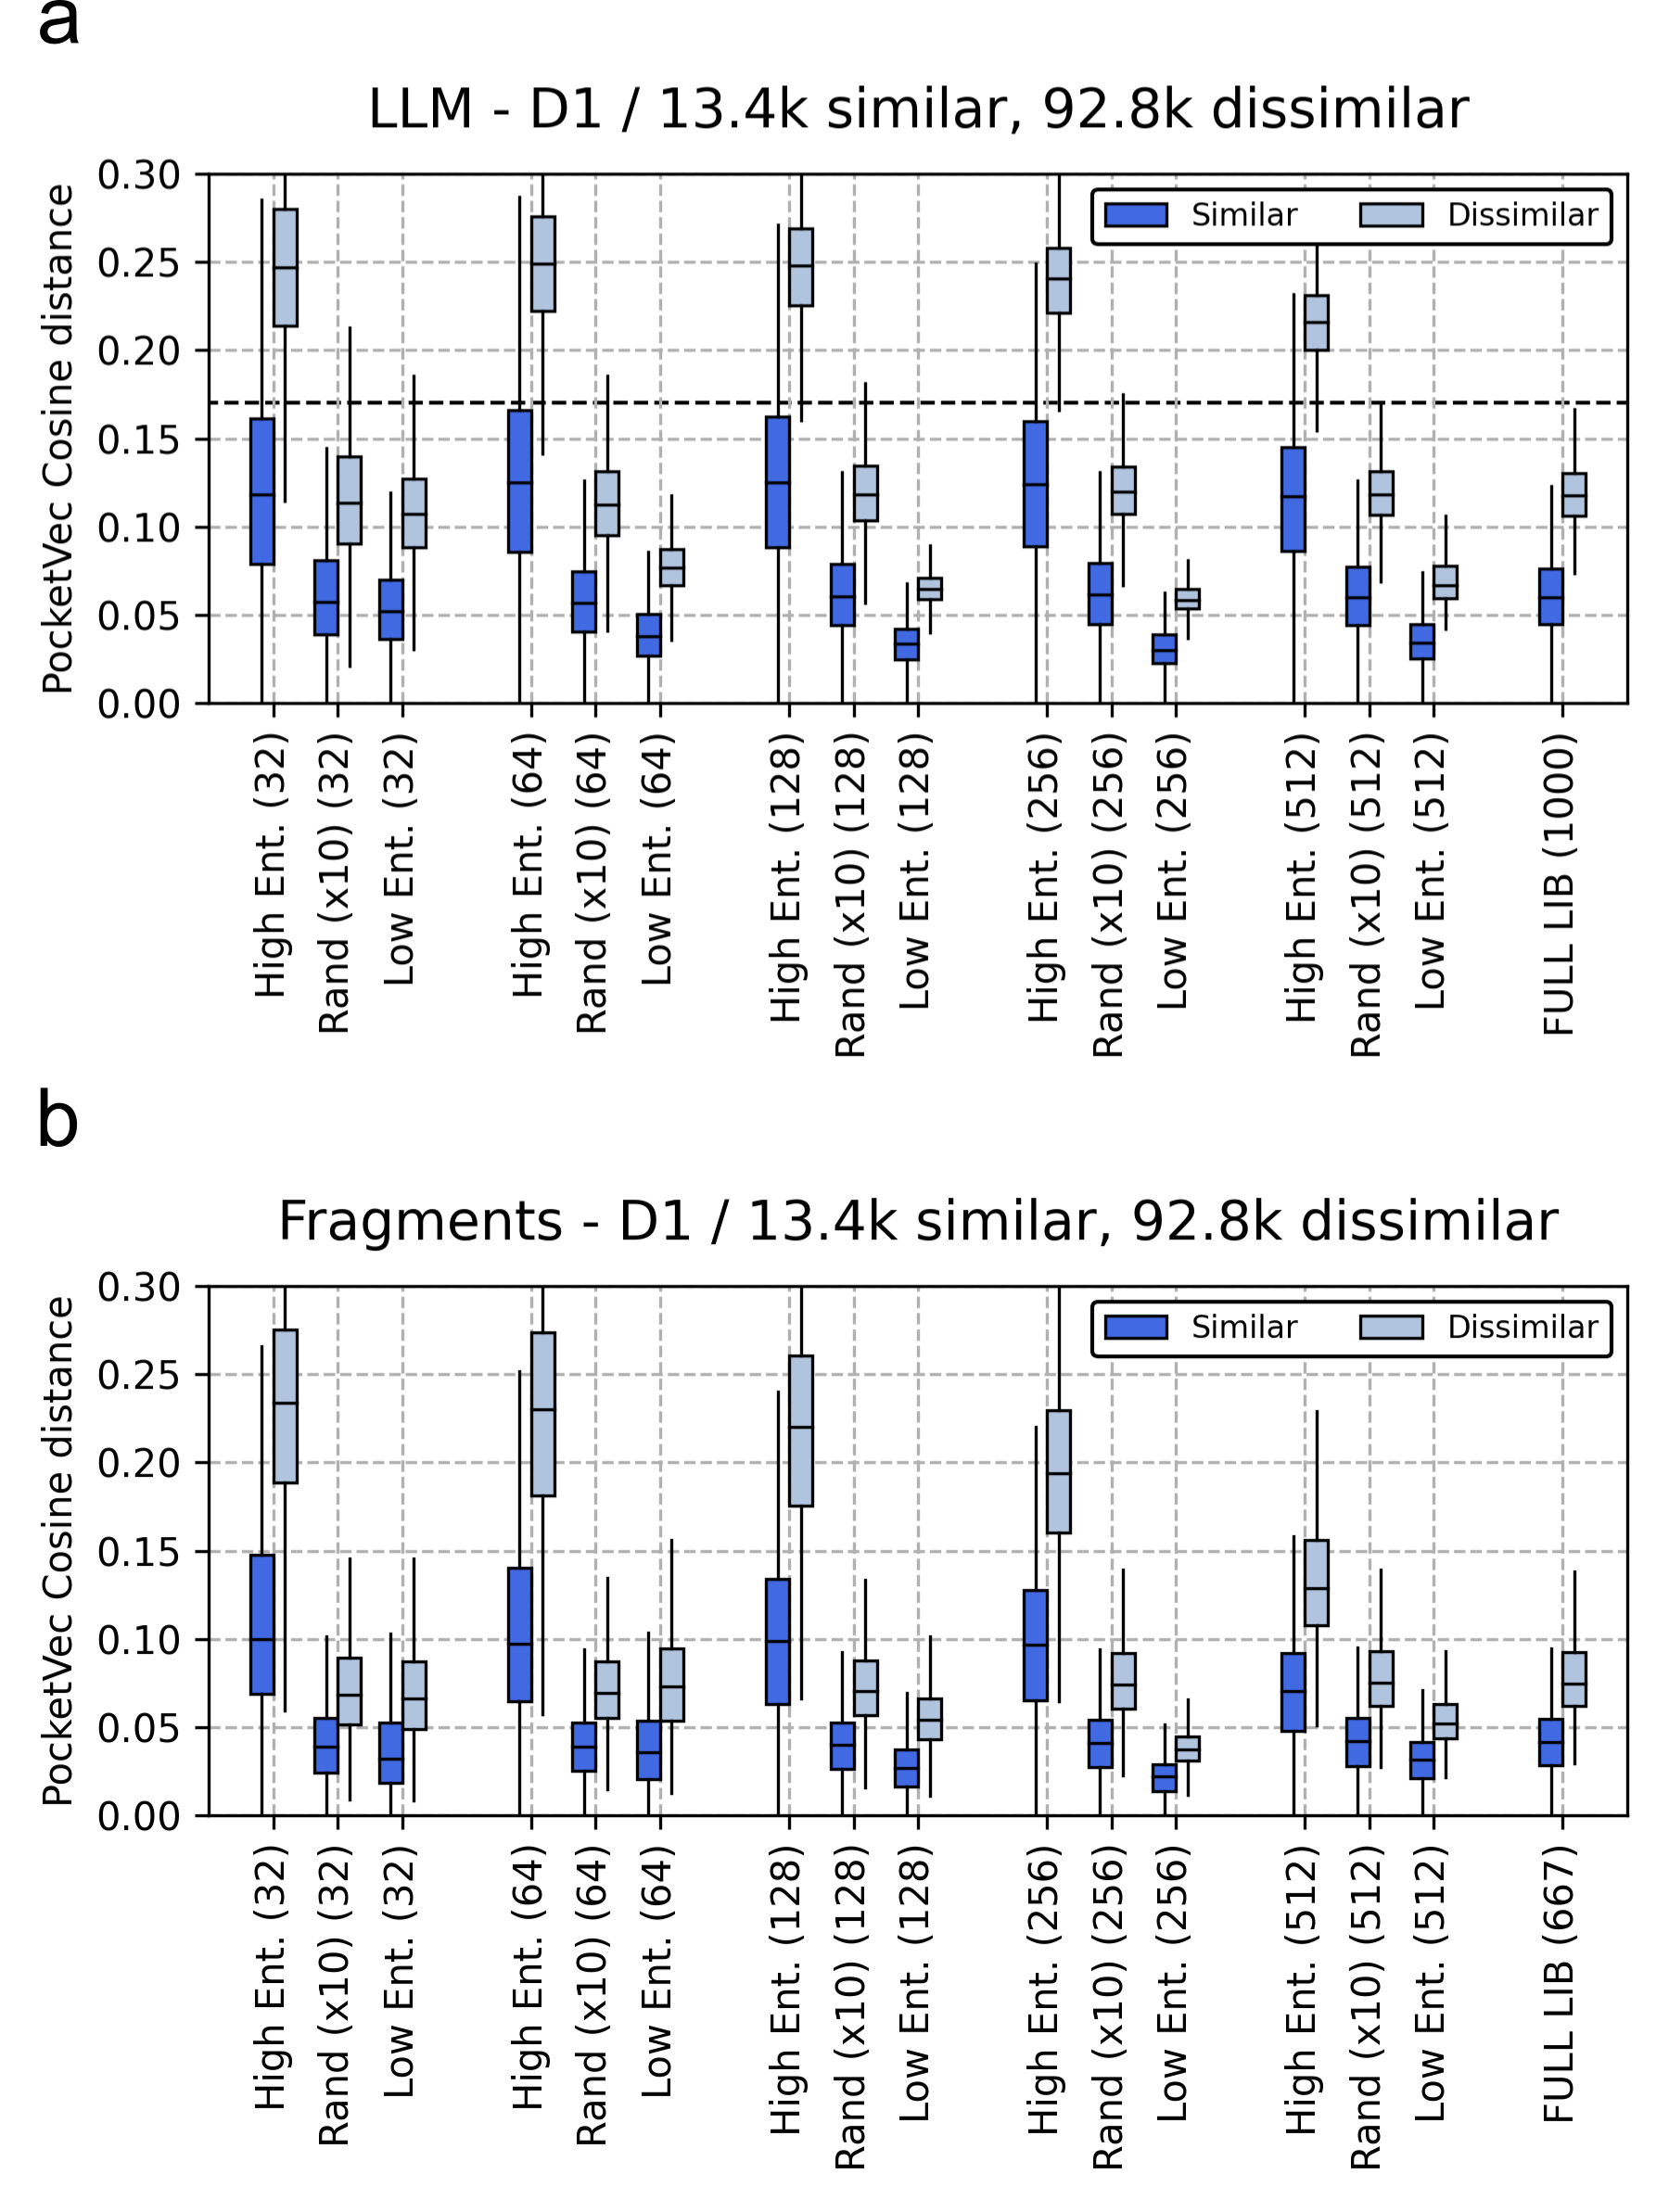 a
LLM - D1 / 13.4k similar, 92.8k dissimilar
PocketVec Cosine distance
0.30
0.25
0.20
0.15
0.10
0.05
0.00
Similar
Dissimilar
High Ent. (32)
Rand (x10) (32)
Low Ent. (32)
High Ent. (64)
Rand (x10) (64)
Low Ent. (64)
High Ent. (128)
Rand (x10) (128)
Low Ent. (128)
High Ent. (256)
Rand (x10) (256)
Low Ent. (256)
High Ent. (512)
Rand (x10) (512)
Low Ent. (512)
FULL LIB (1000)
b
Fragments - D1 / 13.4k similar, 92.8k dissimilar
PocketVec Cosine distance
0.30
0.25
0.20
0.15
0.10
0.05
0.00
Similar
Dissimilar
High Ent. (32)
Rand (x10) (32)
Low Ent. (32)
High Ent. (64)
Rand (x10) (64)
Low Ent. (64)
High Ent. (128)
Rand (x10) (128)
Low Ent. (128)
High Ent. (256)
Rand (x10) (256)
Low Ent. (256)
High Ent. (512)
Rand (x10) (512)
Low Ent. (512)
FULL LIB (667)